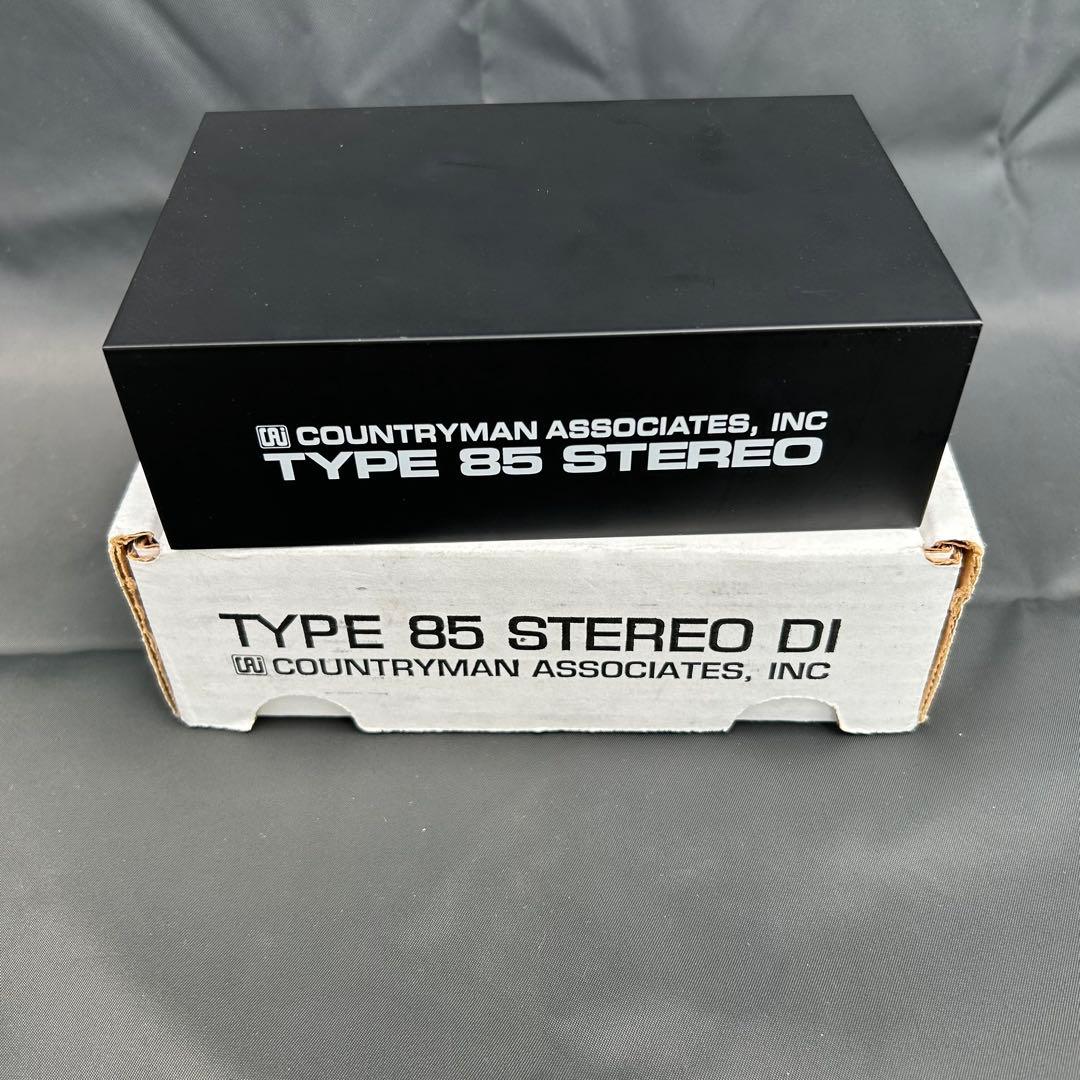 CAi COUNTRYMAN ASSOCIATES, INC
TYPE 85 STEREO
TYPE 85 STEREO DI
CAi COUNTRYMAN ASSOCIATES, INC